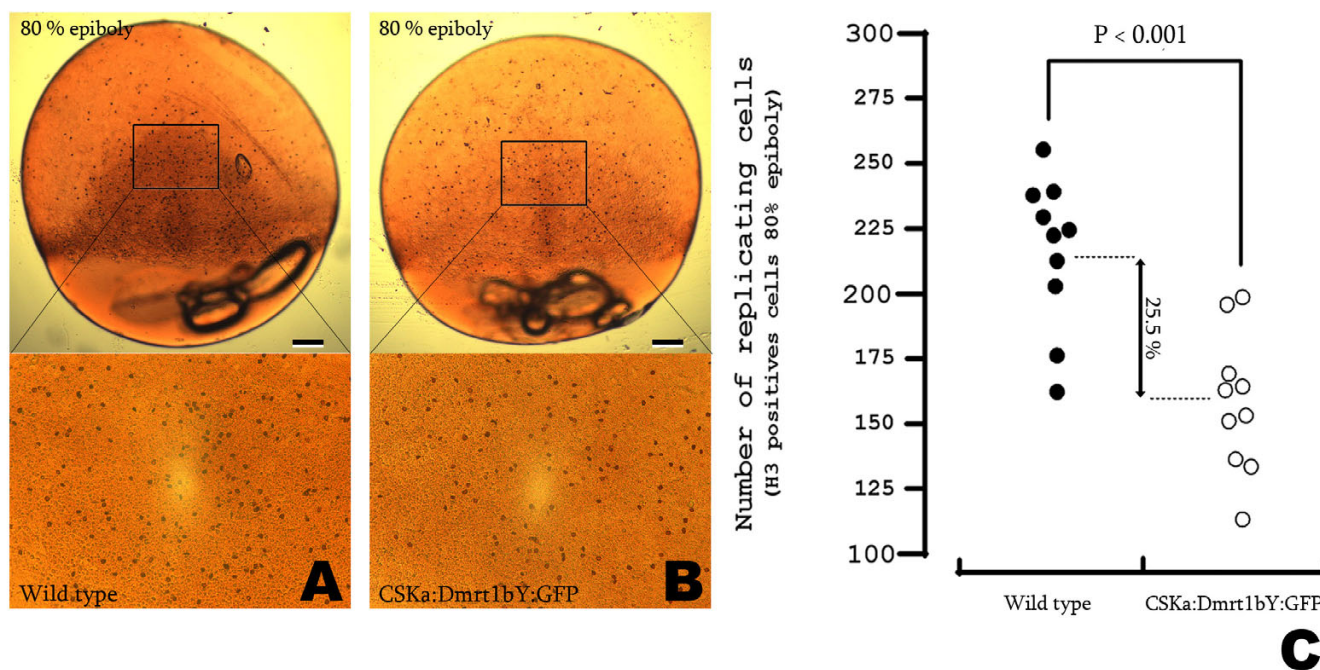 80 % epiboly
Wild type
A
80 % epiboly
CSKa:Dmrt1bY:GFP
B
Number of replicating cells
(H3 positives cells 80% epiboly)
300
275
250
225
200
175
150
125
100
P < 0.001
25.5 %
Wild type
CSKa:Dmrt1bY:GFP
C